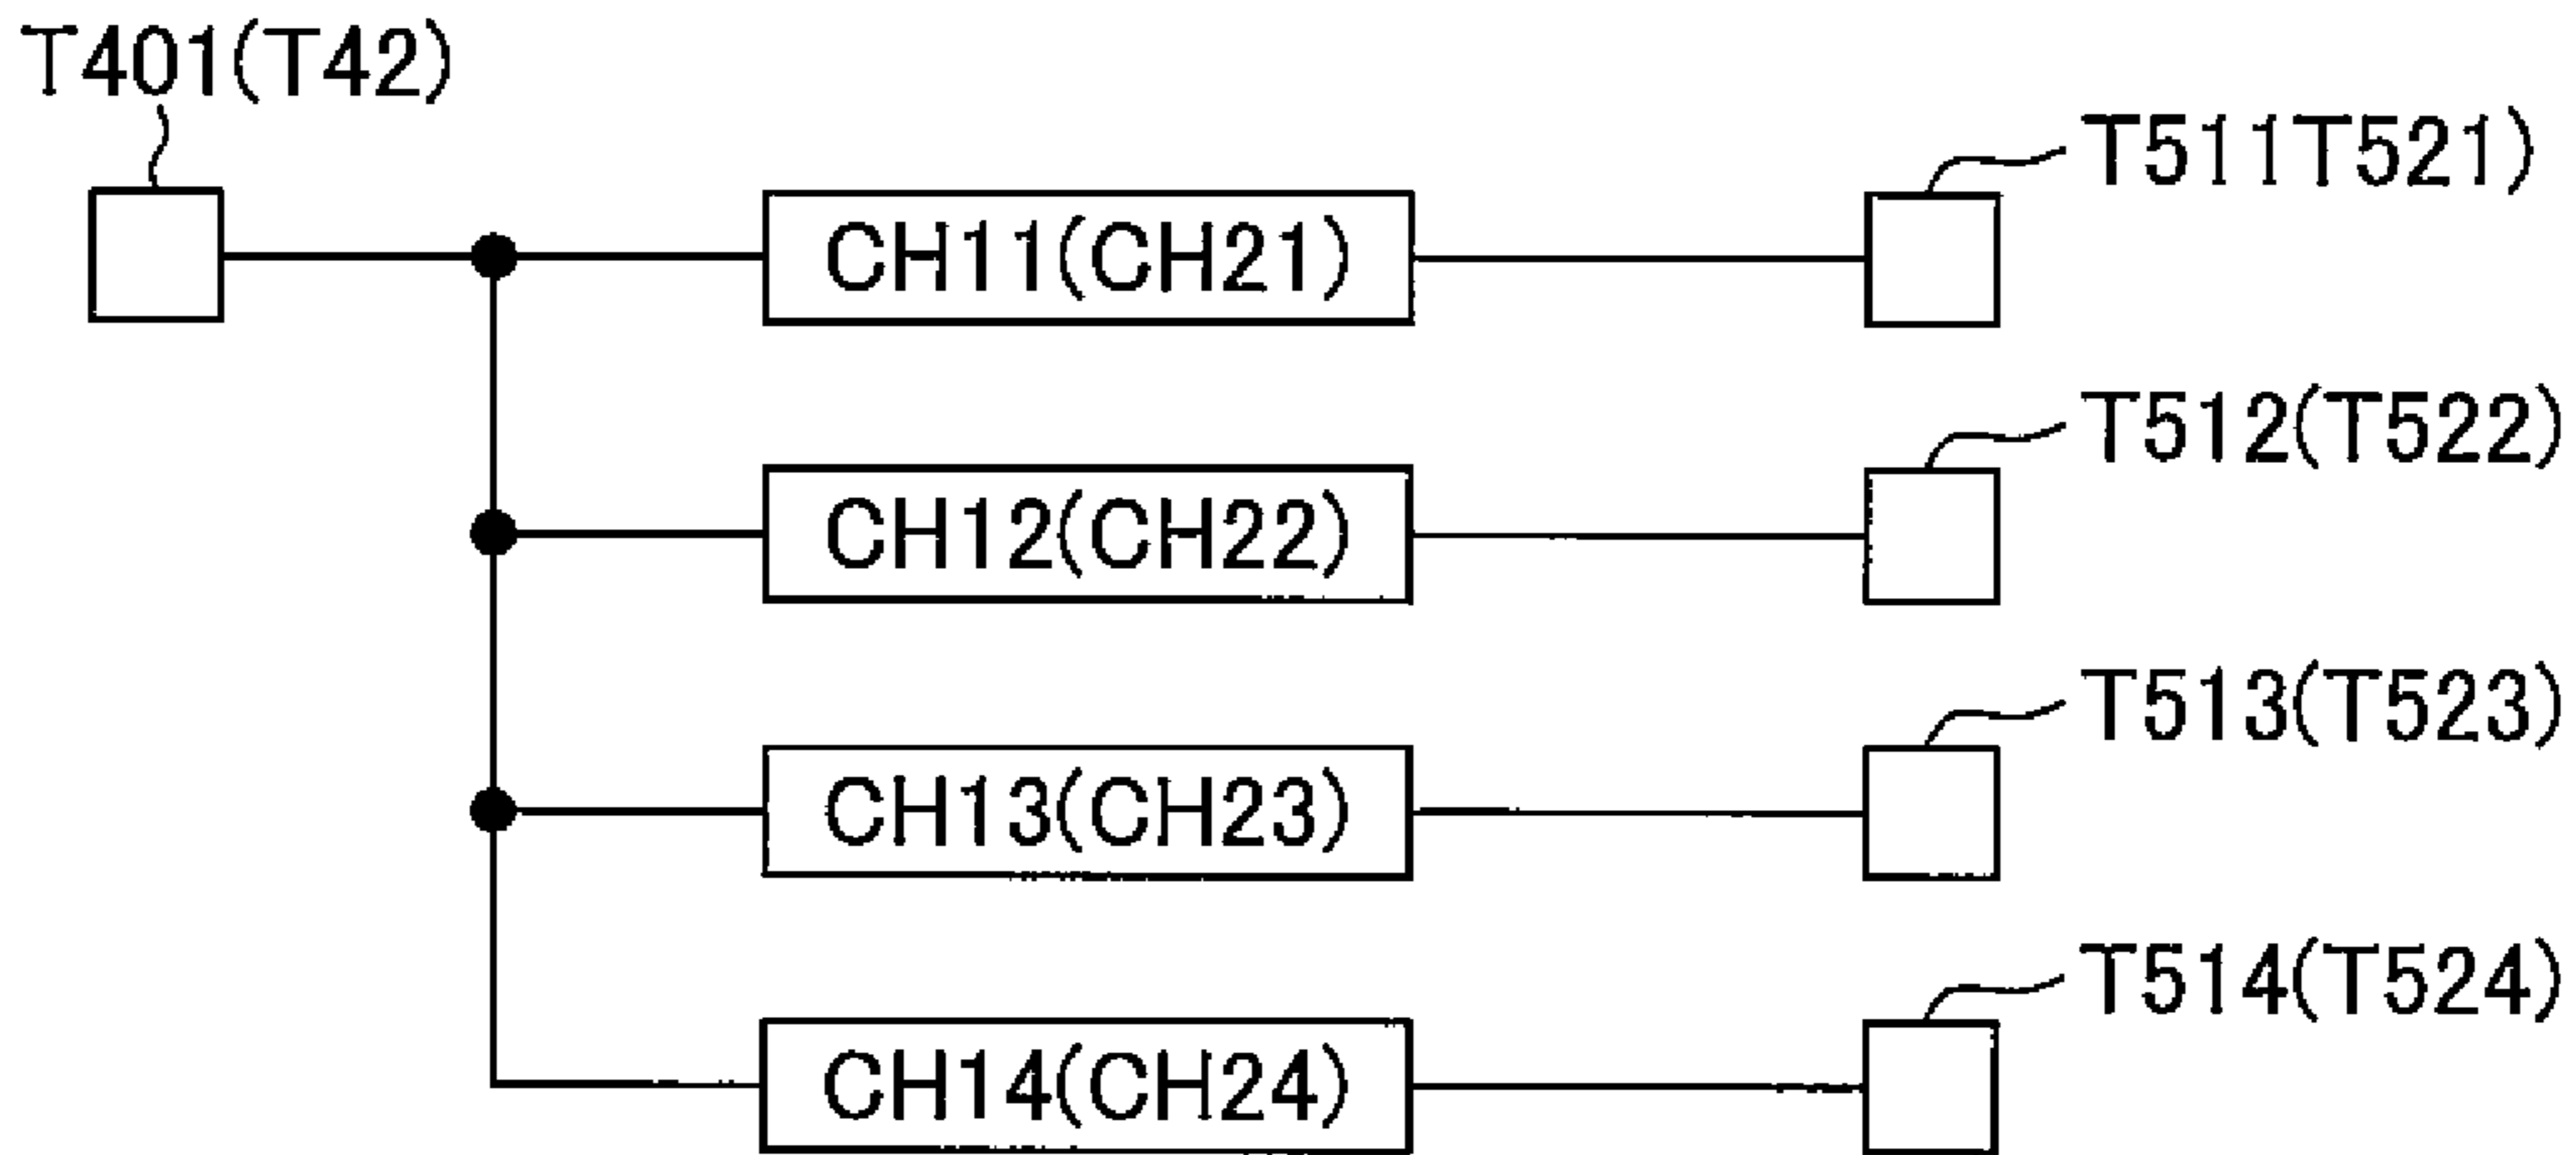 T401(T42)
T511T521)
CH11(CH21)
T512(T522)
CH12(CH22)
T513(T523)
CH13(CH23)
T514(T524)
CH14(CH24)